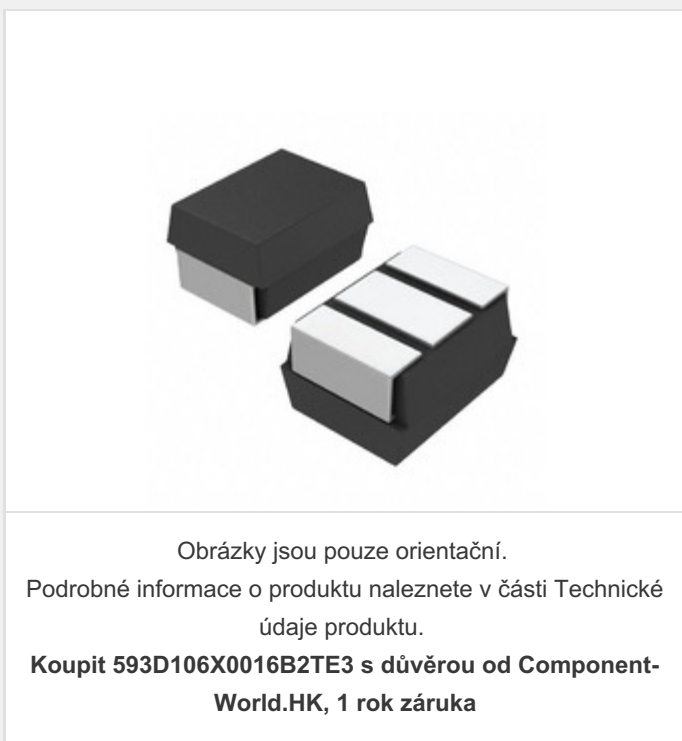 Obrázky jsou pouze orientační.
Podrobné informace o produktu naleznete v části Technické
údaje produktu.
Koupit 593D106X0016B2TE3 s důvěrou od Component-
World.HK, 1 rok záruka